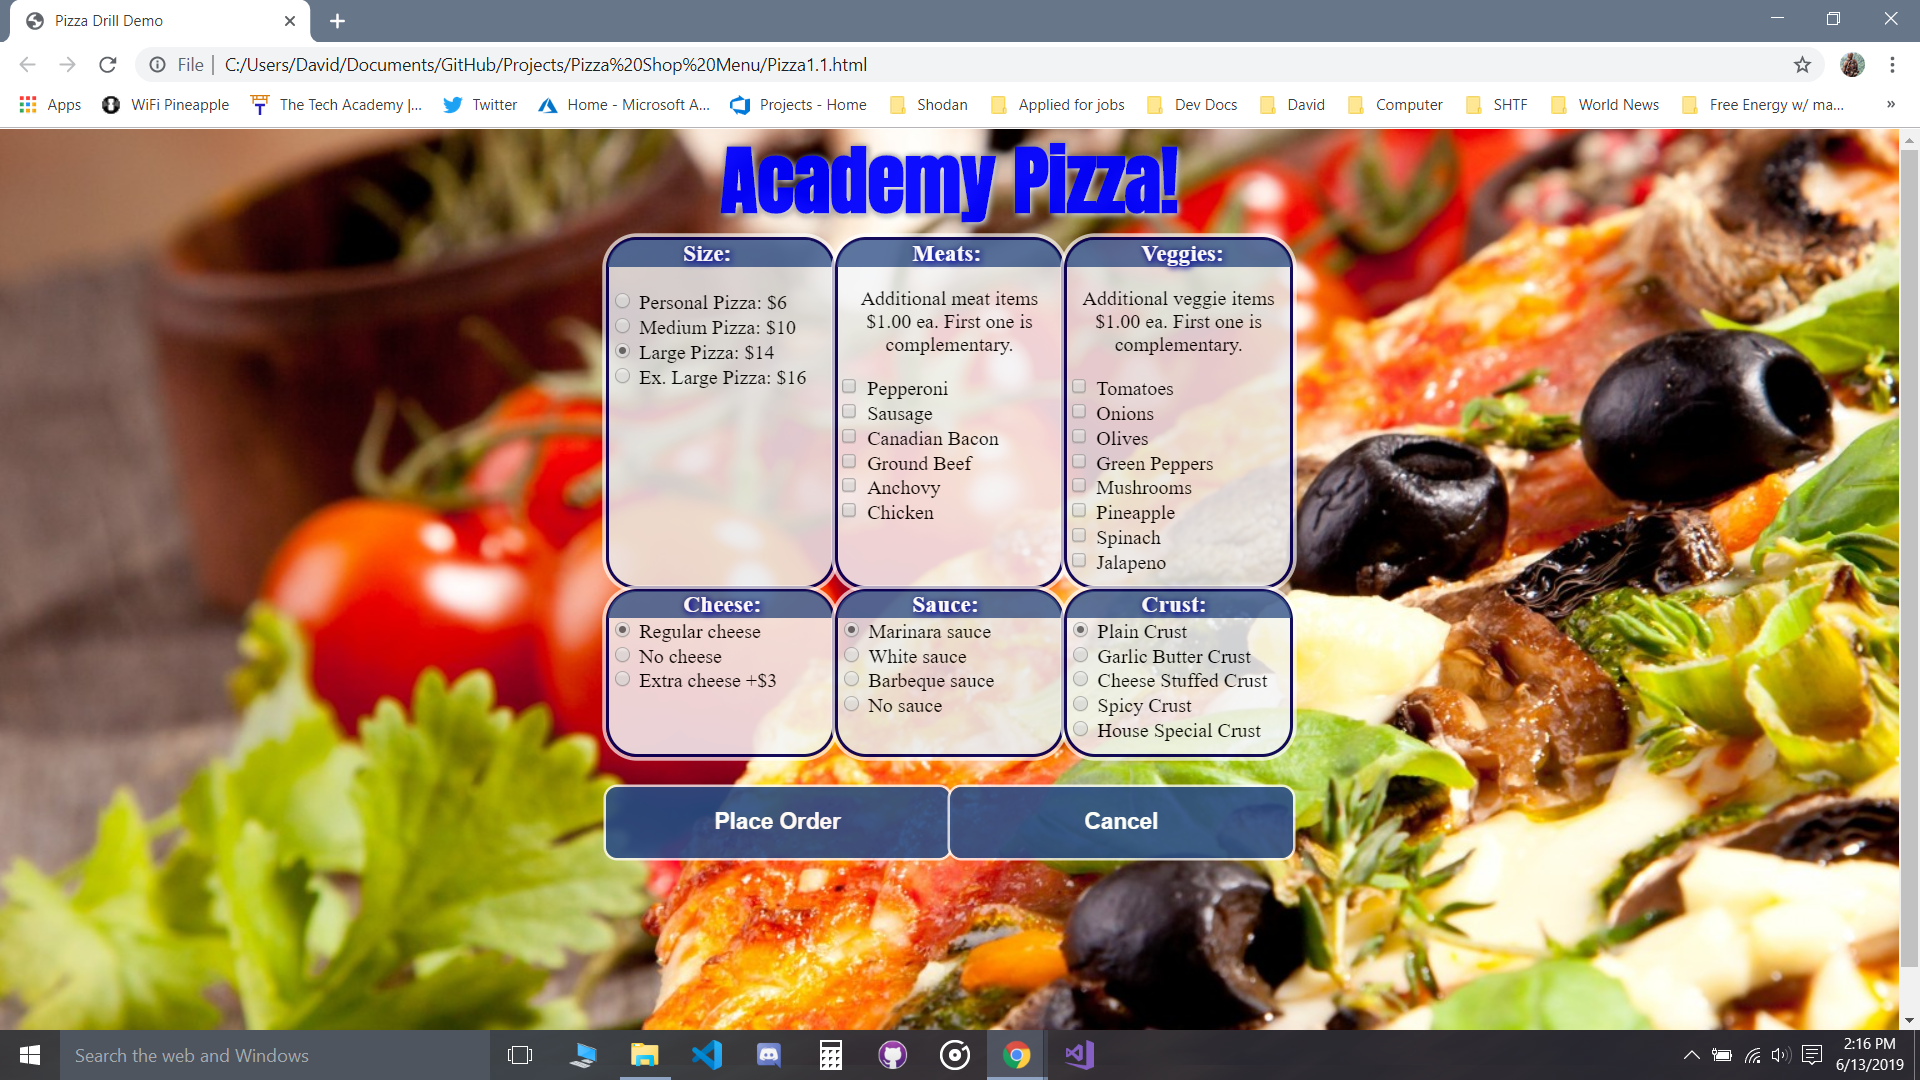 Pizza Drill Demo
File | C:/Users/David/Documents/GitHub/Projects/Pizza%20Shop%20Menu/Pizza1.1.html
Apps WiFi Pineapple The Tech Academy |... Twitter Home - Microsoft A... Projects - Home Shodan Applied for jobs Dev Docs David Computer SHTF World News Free Energy w/ ma... »
Academy Pizza!
Size:
Personal Pizza: $6
Medium Pizza: $10
Large Pizza: $14
Ex. Large Pizza: $16
Meats:
Additional meat items
$1.00 ea. First one is
complementary.
Pepperoni
Sausage
Canadian Bacon
Ground Beef
Anchovy
Chicken
Veggies:
Additional veggie items
$1.00 ea. First one is
complementary.
Tomatoes
Onions
Olives
Green Peppers
Mushrooms
Pineapple
Spinach
Jalapeno
Cheese:
Regular cheese
No cheese
Extra cheese +$3
Sauce:
Marinara sauce
White sauce
Barbeque sauce
No sauce
Crust:
Plain Crust
Garlic Butter Crust
Cheese Stuffed Crust
Spicy Crust
House Special Crust
Place Order
Cancel
Search the web and Windows
2:16 PM
6/13/2019